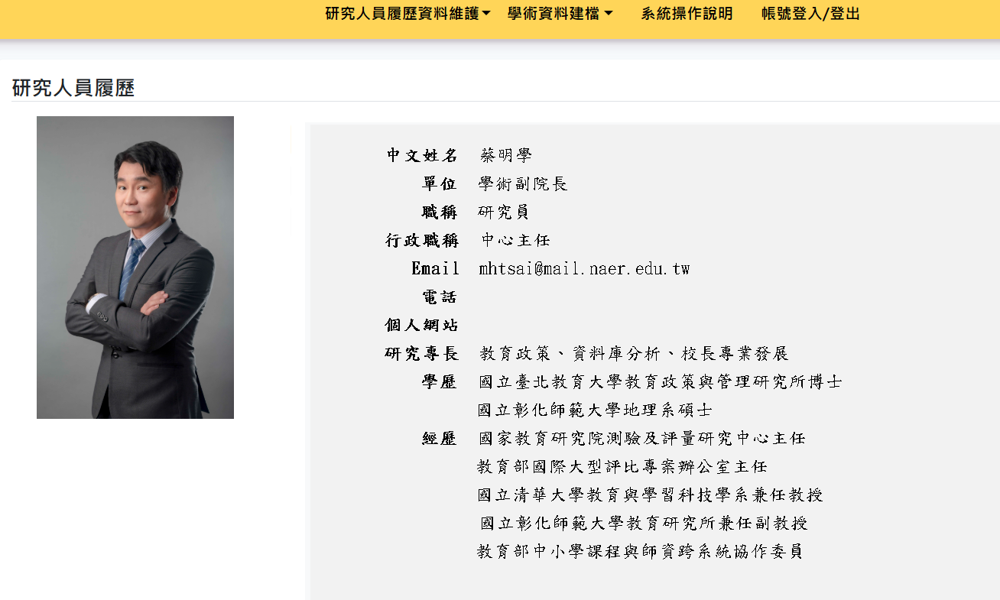 研究人員履歷資料維護 學術資料建檔 系統操作說明 帳號登入/登出
研究人員履歷
中文姓名 蔡明學
單位 學術副院長
職稱 研究員
行政職稱 中心主任
Email mhtsai@mail.naer.edu.tw
電話
個人網站
研究專長 教育政策、資料庫分析、校長專業發展
學歷 國立臺北教育大學教育政策與管理研究所博士
國立彰化師範大學地理系碩士
經歷 國家教育研究院測驗及評量研究中心主任
教育部國際大型評比專案辦公室主任
國立清華大學教育與學習科技學系兼任教授
國立彰化師範大學教育研究所兼任副教授
教育部中小學課程與師資跨系統協作委員